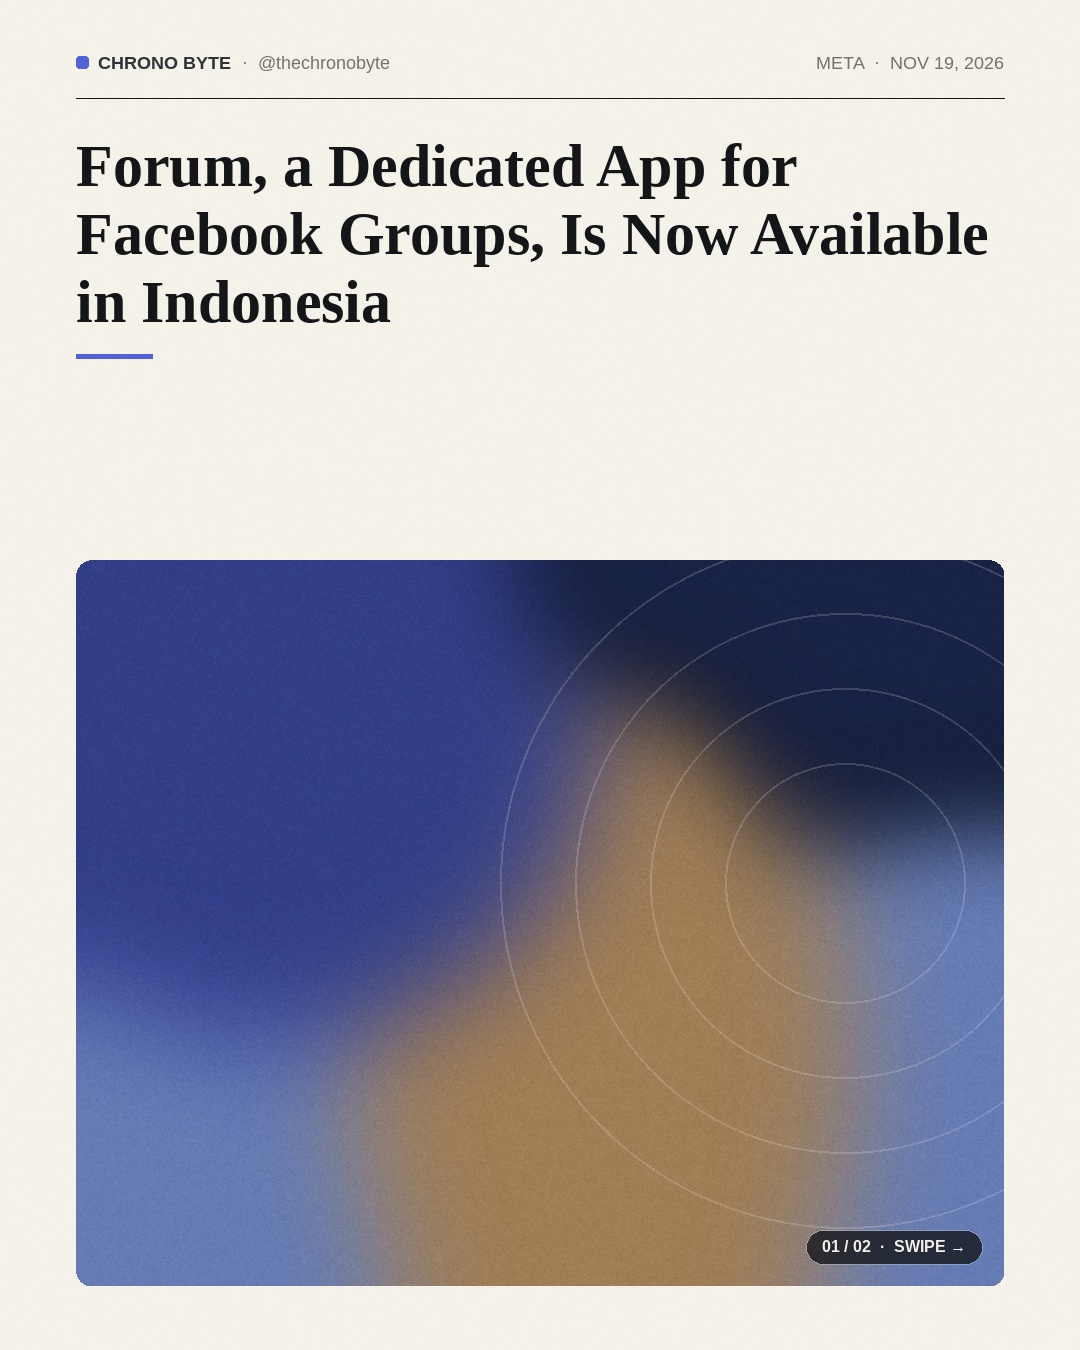 CHRONO BYTE · @thechronobyte
META · NOV 19, 2026
Forum, a Dedicated App for
Facebook Groups, Is Now Available
in Indonesia
01 / 02 · SWIPE →